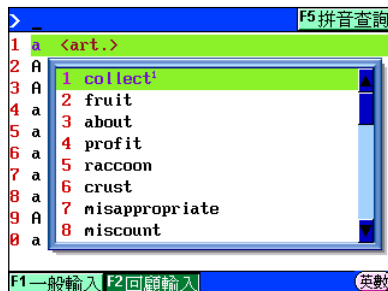 > _ F5拼音查詢
1 a <art.>
2 A
3 A
4 a
5 a
6 a
7 a
8 a
9 A
0 a
1 collect¹
2 fruit
3 about
4 profit
5 raccoon
6 crust
7 misappropriate
8 miscount
F1一般輸入 F2回顧輸入 英數